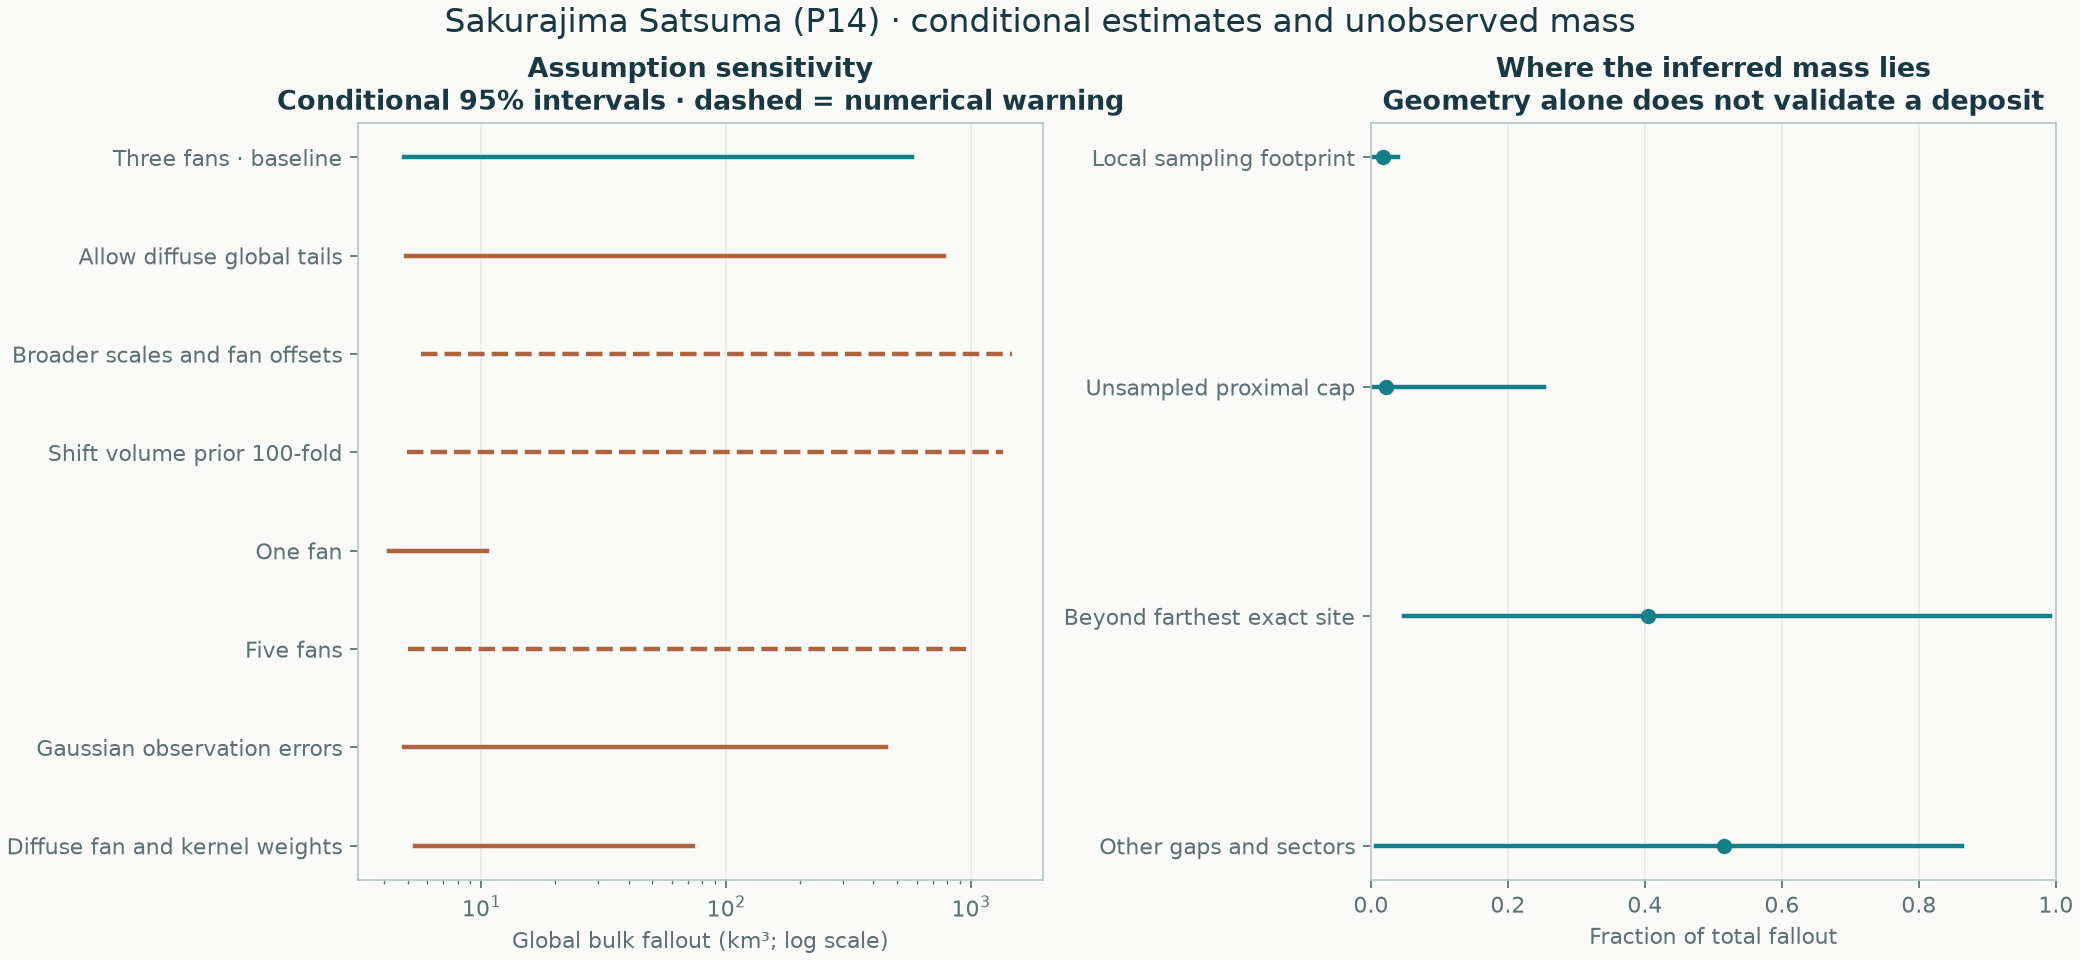 Sakurajima Satsuma (P14) · conditional estimates and unobserved mass
Assumption sensitivity
Conditional 95% intervals · dashed = numerical warning
Three fans · baseline
Allow diffuse global tails
Broader scales and fan offsets
Shift volume prior 100-fold
One fan
Five fans
Gaussian observation errors
Diffuse fan and kernel weights
10¹ 10² 10³
Global bulk fallout (km³; log scale)
Where the inferred mass lies
Geometry alone does not validate a deposit
Local sampling footprint
Unsampled proximal cap
Beyond farthest exact site
Other gaps and sectors
0.0 0.2 0.4 0.6 0.8 1.0
Fraction of total fallout